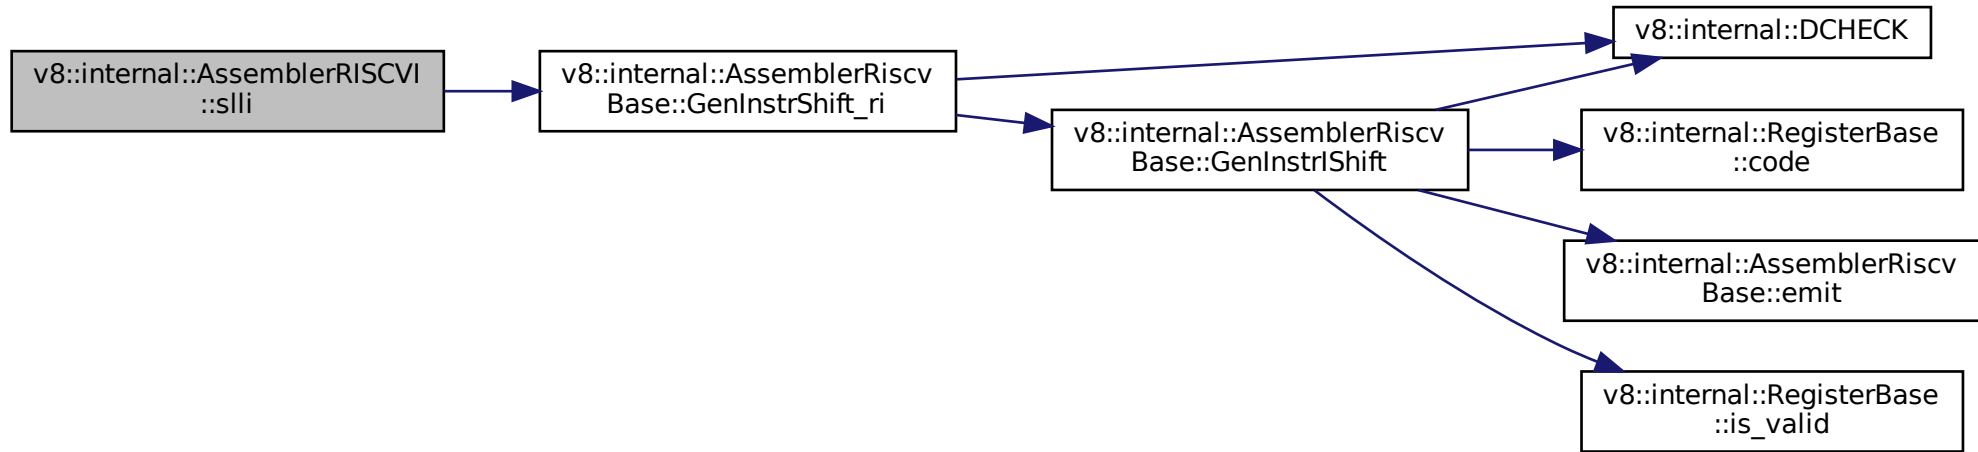 v8::internal::AssemblerRISCVI
::slli
v8::internal::AssemblerRiscv
Base::GenInstrShift_ri
v8::internal::AssemblerRiscv
Base::GenInstrIShift
v8::internal::DCHECK
v8::internal::RegisterBase
::code
v8::internal::AssemblerRiscv
Base::emit
v8::internal::RegisterBase
::is_valid